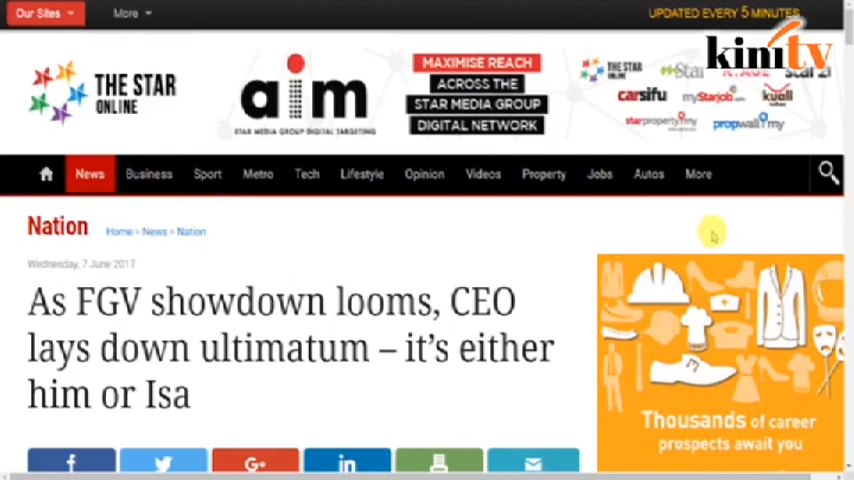 Our Sites
More
UPDATED EVERY 5 MINUTES
kinitv
THE STAR
ONLINE
aim
STAR MEDIA GROUP DIGITAL TARGETING
MAXIMISE REACH
ACROSS THE
STAR MEDIA GROUP
DIGITAL NETWORK
THE STAR
ONLINE
carsifu
myStarjob
kuali
starproperty.my
propwall.my
News
Business
Sport
Metro
Tech
Lifestyle
Opinion
Videos
Property
Jobs
Autos
More
Nation
Home > News > Nation
Wednesday, 7 June 2017
As FGV showdown looms, CEO
lays down ultimatum – it's either
him or Isa
f
G+
in
Thousands of career
prospects await you